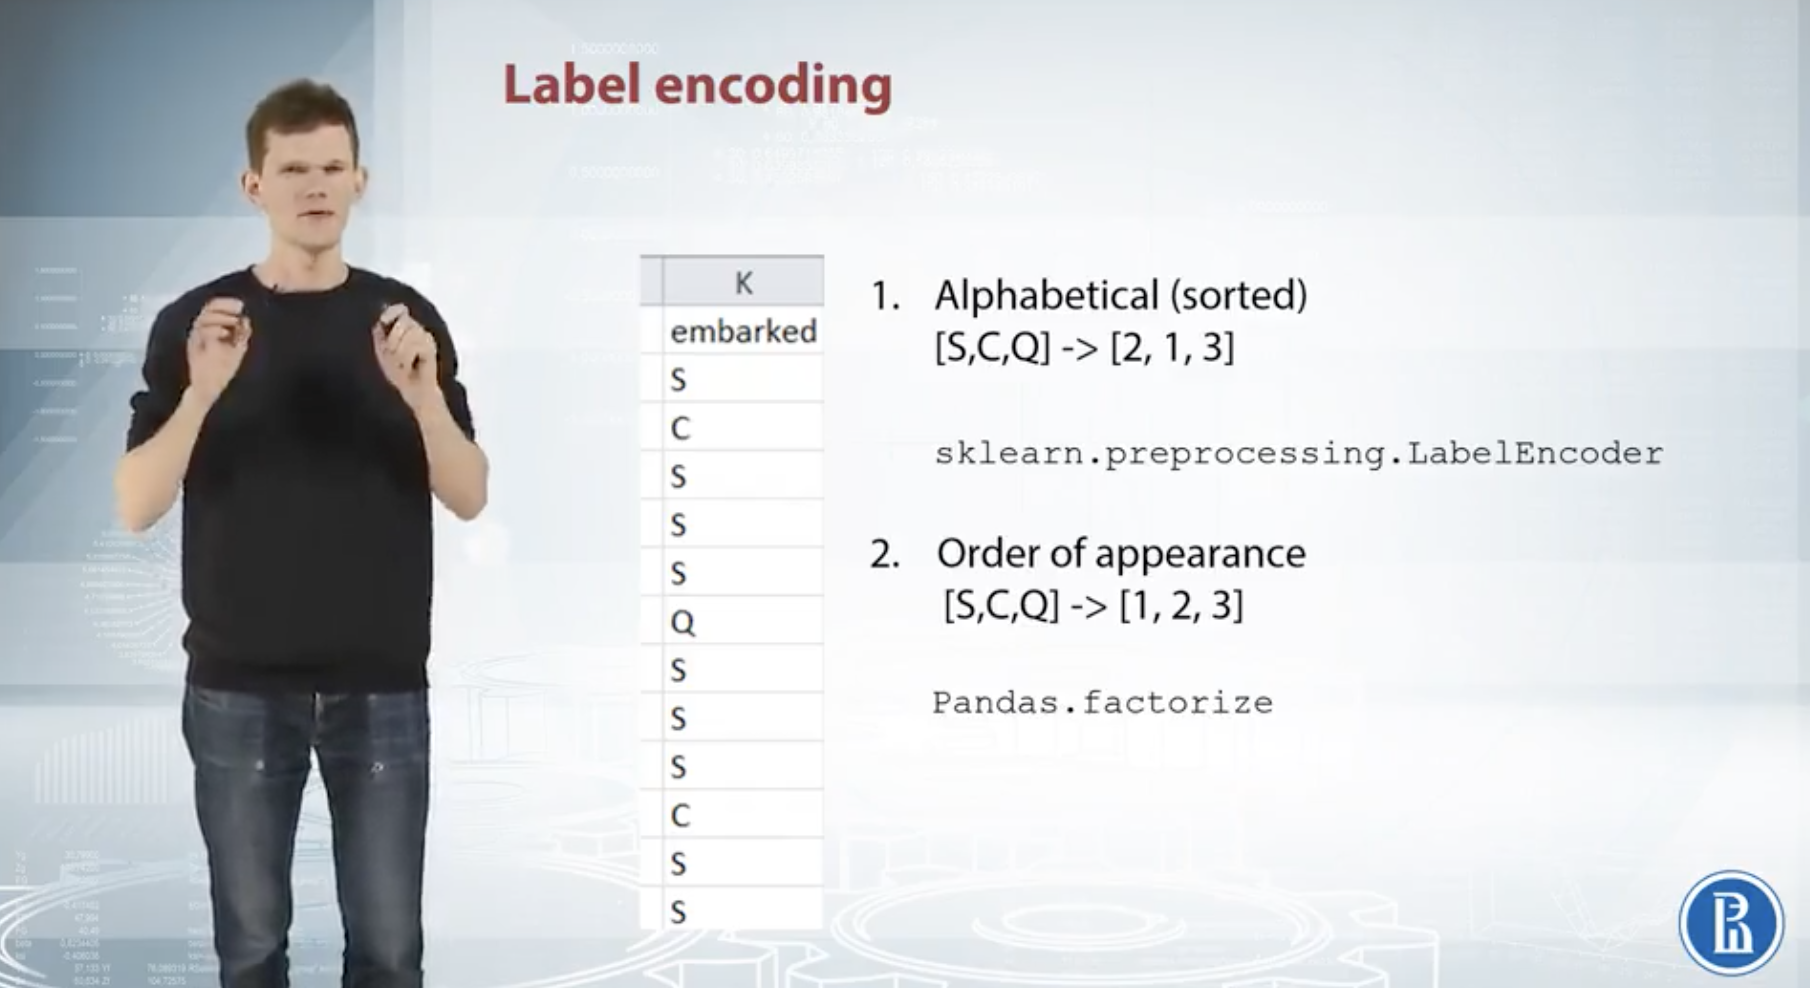 Label encoding
K
embarked
S
C
S
S
S
Q
S
S
S
C
S
S
1. Alphabetical (sorted)
[S,C,Q] -> [2, 1, 3]
sklearn.preprocessing.LabelEncoder
2. Order of appearance
[S,C,Q] -> [1, 2, 3]
Pandas.factorize